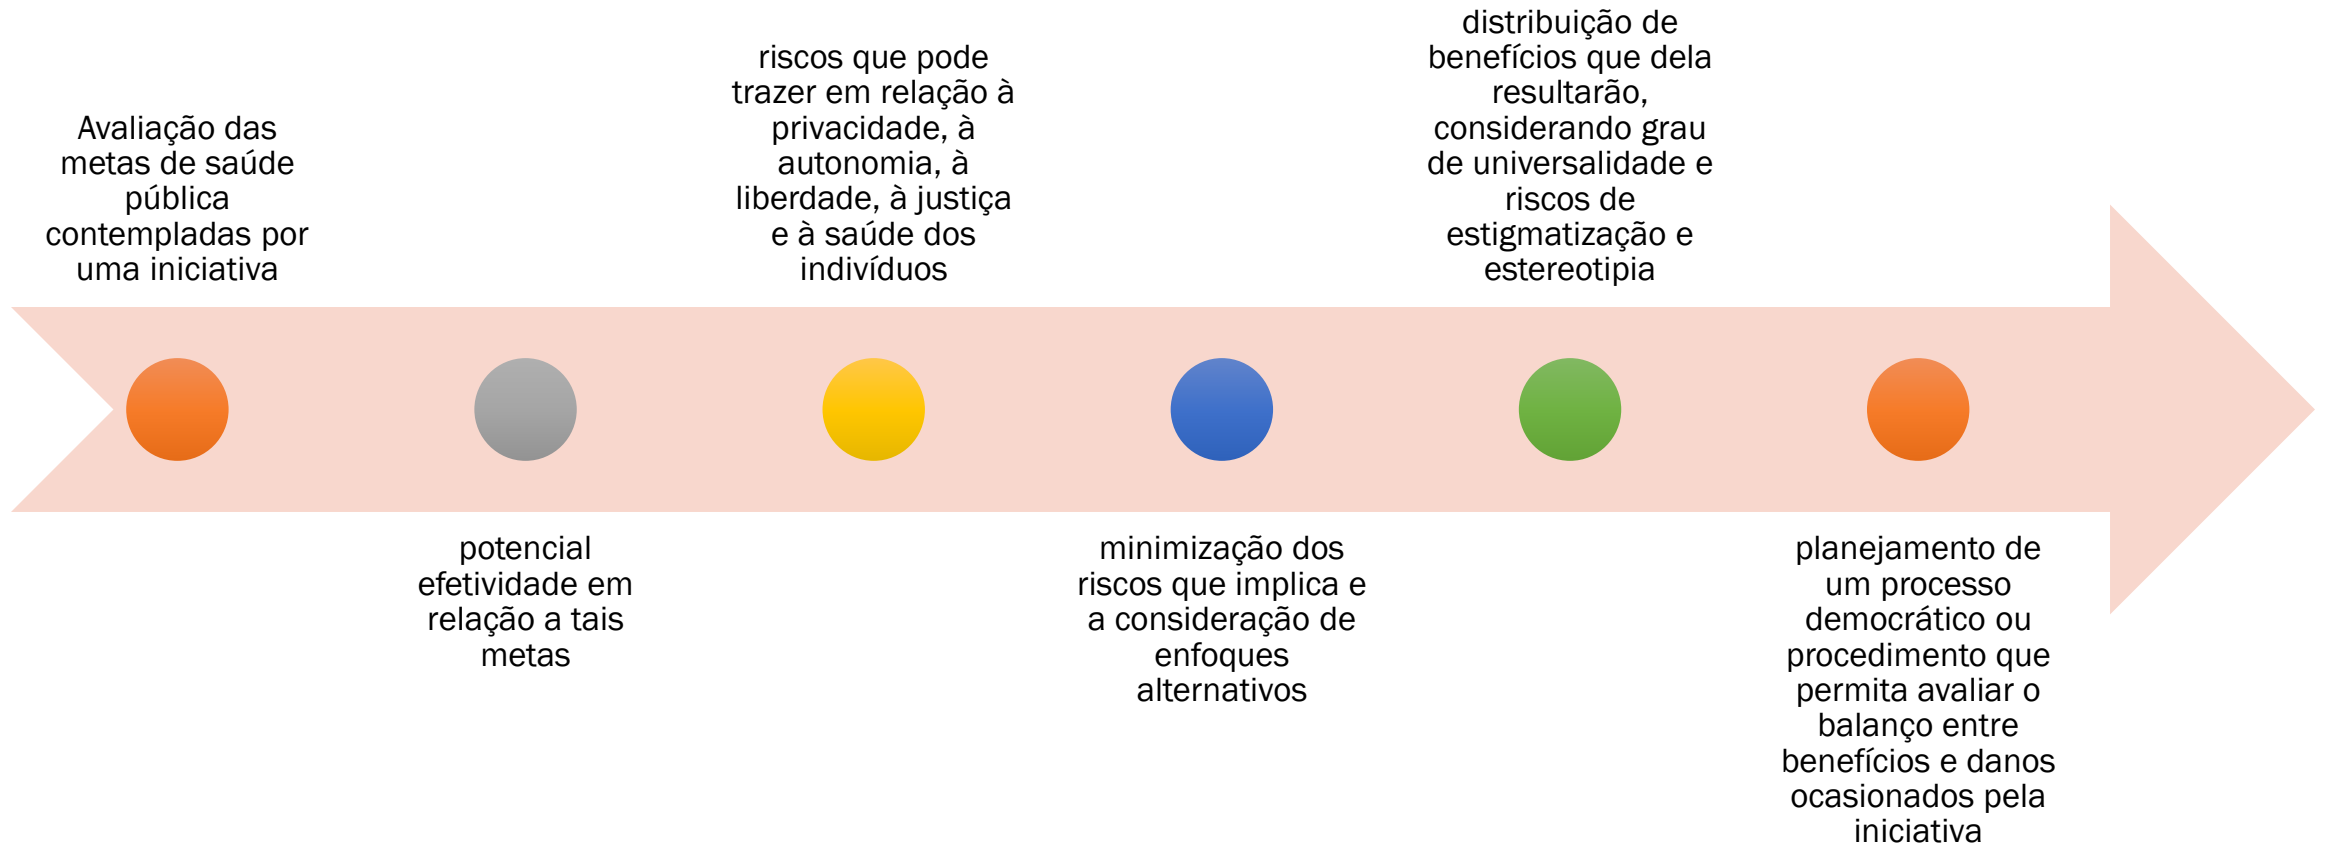 Avaliação das
metas de saúde
pública
contempladas por
uma iniciativa
potencial
efetividade em
relação a tais
metas
riscos que pode
trazer em relação à
privacidade, à
autonomia, à
liberdade, à justiça
e à saúde dos
indivíduos
minimização dos
riscos que implica e
a consideração de
enfoques
alternativos
distribuição de
benefícios que dela
resultarão,
considerando grau
de universalidade e
riscos de
estigmatização e
estereotipia
planejamento de
um processo
democrático ou
procedimento que
permita avaliar o
balanço entre
benefícios e danos
ocasionados pela
iniciativa